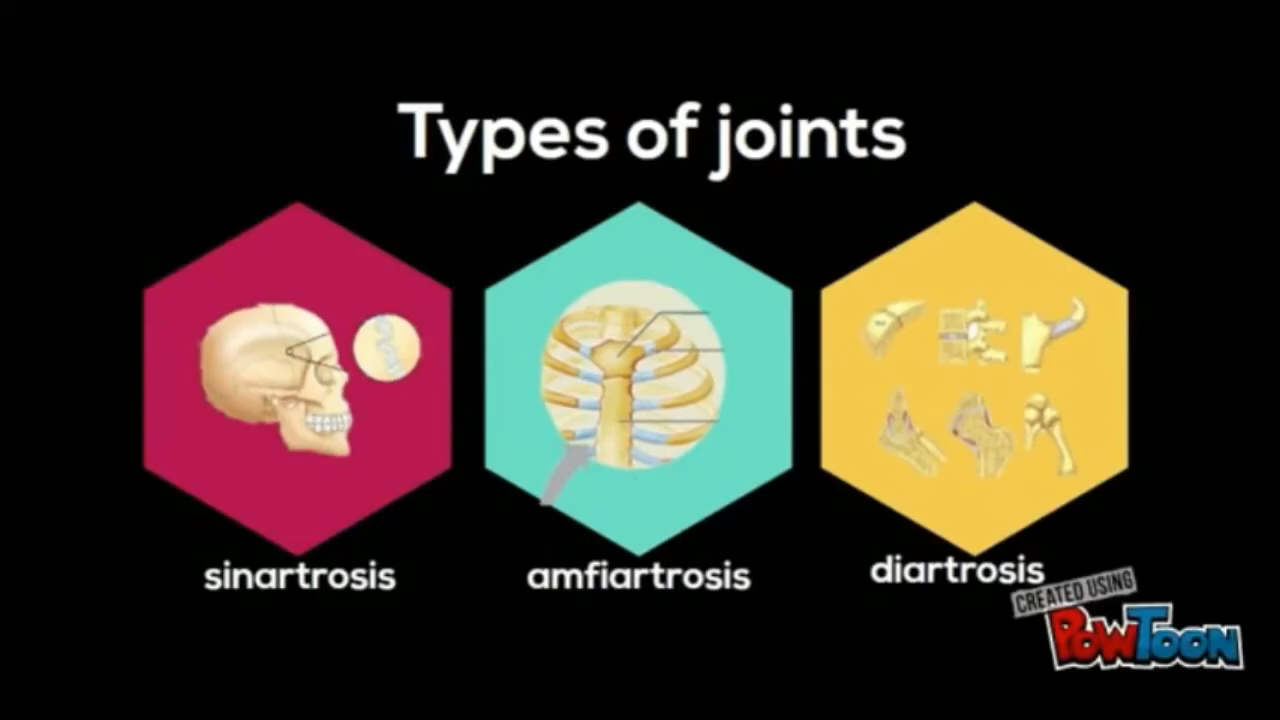 Types of joints
sinartrosis
amfiartrosis
diartrosis
CREATED USING
POWTOON